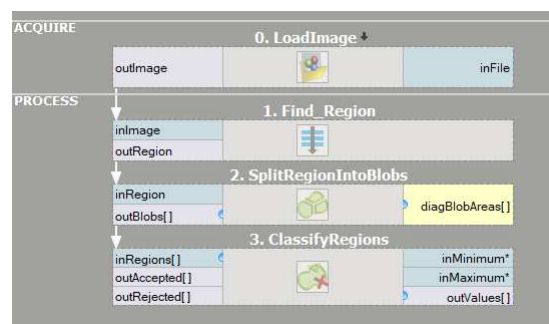 ACQUIRE
0. LoadImage
outImage
inFile
PROCESS
1. Find_Region
inImage
outRegion
2. SplitRegionIntoBlobs
inRegion
outBlobs[]
diagBlobAreas[]
3. ClassifyRegions
inRegions[]
inMinimum*
outAccepted[]
inMaximum*
outRejected[]
outValues[]